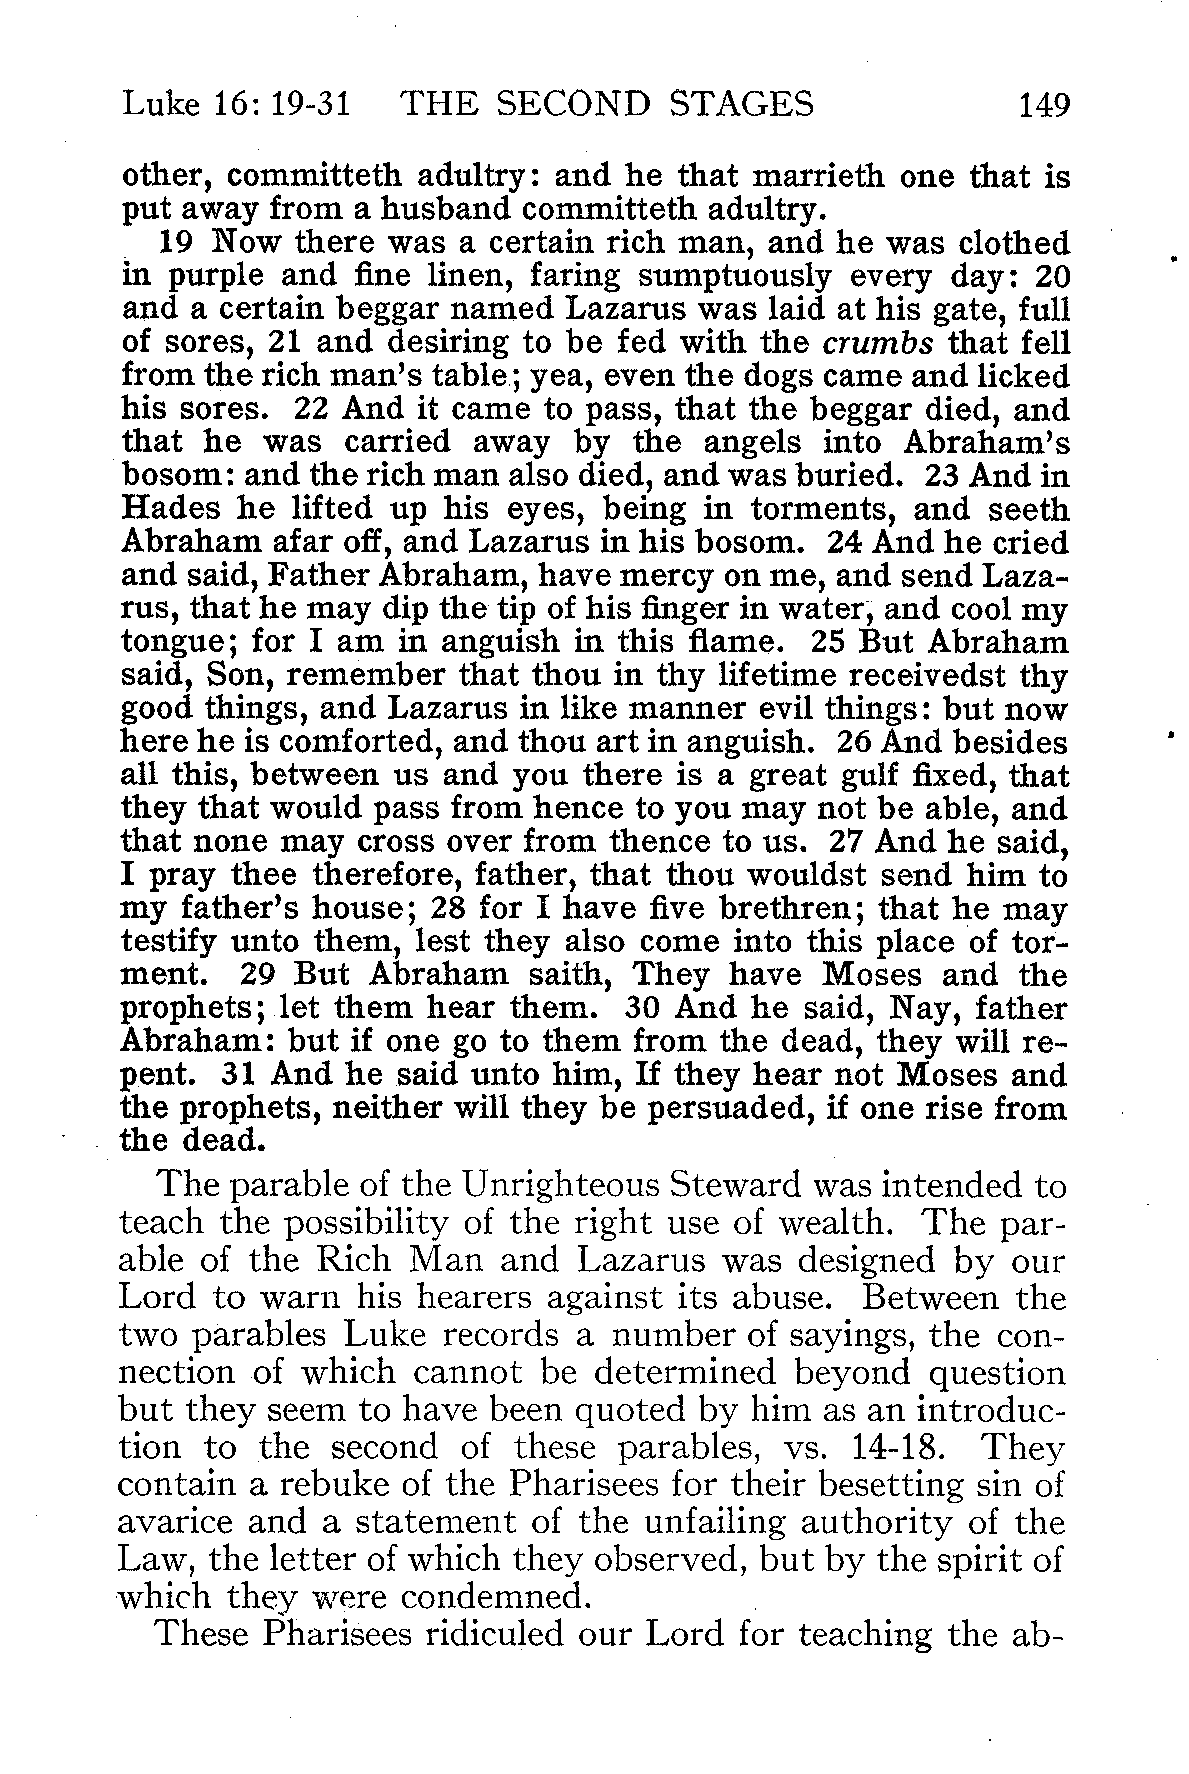 Luke 16: 19-31 THE SECOND STAGES 149
other, committeth adultry: and he that marrieth one that is
put away from a husband committeth adultry.
19 Now there was a certain rich man, and he was clothed
in purple and fine linen, faring sumptuously every day: 20
and a certain beggar named Lazarus was laid at his gate, full
of sores, 21 and desiring to be fed with the crumbs that fell
from the rich man's table; yea, even the dogs came and licked
his sores. 22 And it came to pass, that the beggar died, and
that he was carried away by the angels into Abraham's
bosom: and the rich man also died, and was buried. 23 And in
Hades he lifted up his eyes, being in torments, and seeth
Abraham afar off, and Lazarus in his bosom. 24 And he cried
and said, Father Abraham, have mercy on me, and send Laza-
rus, that he may dip the tip of his finger in water, and cool my
tongue; for I am in anguish in this flame. 25 But Abraham
said, Son, remember that thou in thy lifetime receivedst thy
good things, and Lazarus in like manner evil things: but now
here he is comforted, and thou art in anguish. 26 And besides
all this, between us and you there is a great gulf fixed, that
they that would pass from hence to you may not be able, and
that none may cross over from thence to us. 27 And he said,
I pray thee therefore, father, that thou wouldst send him to
my father's house; 28 for I have five brethren; that he may
testify unto them, lest they also come into this place of tor-
ment. 29 But Abraham saith, They have Moses and the
prophets; let them hear them. 30 And he said, Nay, father
Abraham: but if one go to them from the dead, they will re-
pent. 31 And he said unto him, If they hear not Moses and
the prophets, neither will they be persuaded, if one rise from
the dead.
The parable of the Unrighteous Steward was intended to
teach the possibility of the right use of wealth. The par-
able of the Rich Man and Lazarus was designed by our
Lord to warn his hearers against its abuse. Between the
two parables Luke records a number of sayings, the con-
nection of which cannot be determined beyond question
but they seem to have been quoted by him as an introduc-
tion to the second of these parables, vs. 14-18. They
contain a rebuke of the Pharisees for their besetting sin of
avarice and a statement of the unfailing authority of the
Law, the letter of which they observed, but by the spirit of
which they were condemned.
These Pharisees ridiculed our Lord for teaching the ab-